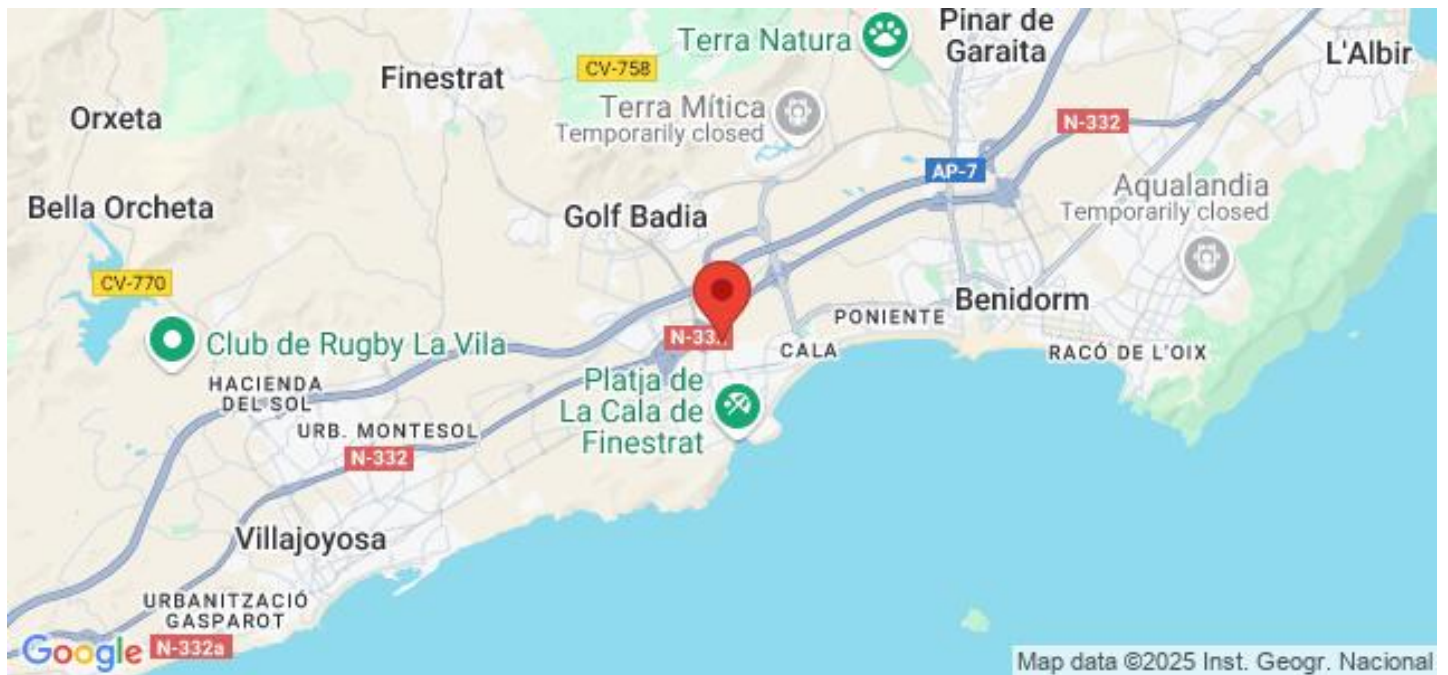 Terra Natura
Pinar de
Garaita
L'Albir
Finestrat
CV-758
Orxeta
Terra Mítica
Temporarily closed
N-332
AP-7
Aqualandia
Temporarily closed
Bella Orcheta
Golf Badia
CV-770
Benidorm
PONIENTE
Club de Rugby La Vila
CALA
RACÓ DE L'OIX
HACIENDA
DEL SOL
Platja de
La Cala de
Finestrat
URB. MONTESOL
N-332
Villajoyosa
URBANITZACIÓ
GASPAROT
N-332a
Google
Map data ©2025 Inst. Geogr. Nacional